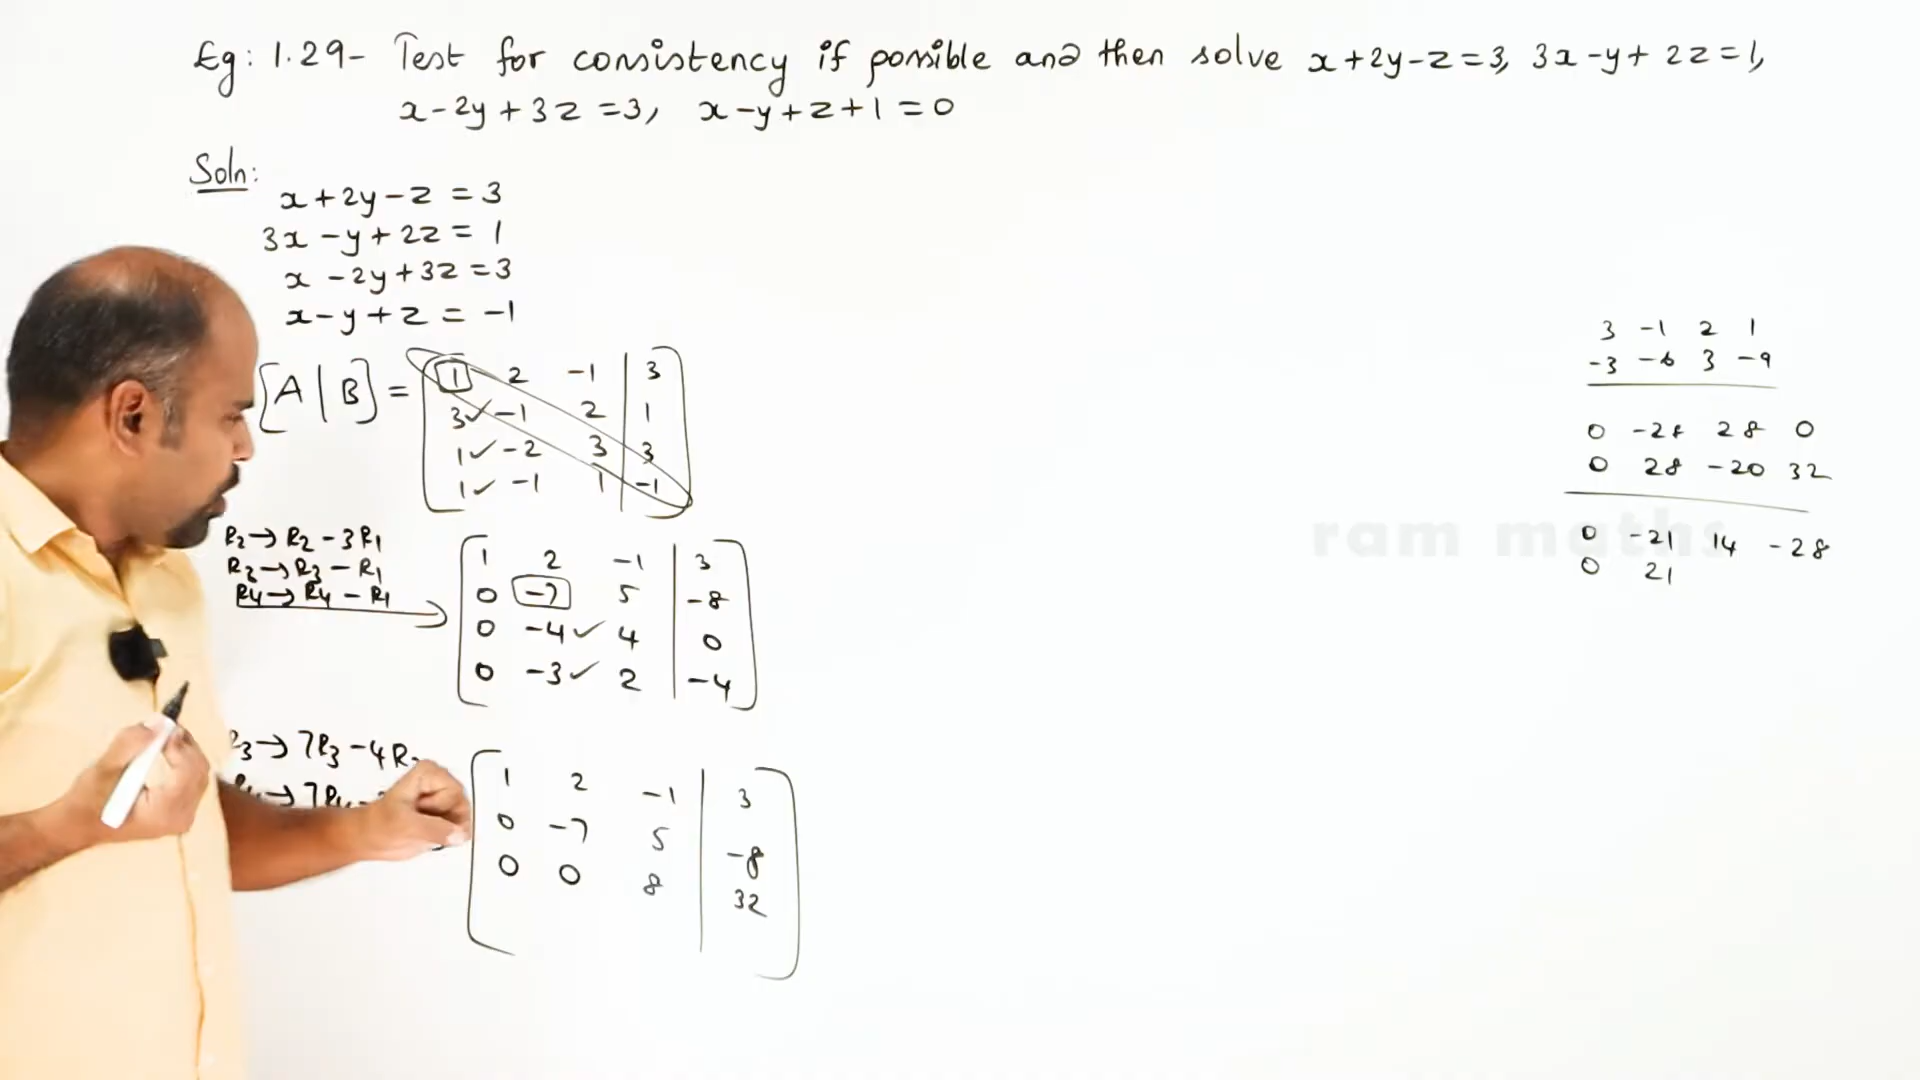 Eg: 1.29- Test for consistency if possible and then solve x+2y-z=3, 3x-y+2z=1,
x-2y+3z=3, x-y+z+1=0
Soln:
x+2y-z=3
3x-y+2z=1
x-2y+3z=3
x-y+z=-1
[A|B] =
1 2 -1 | 3
3✓ -1 2 | 1
1✓ -2 3 | 3
1✓ -1 1 | -1
R2→R2-3R1
R3→R3-R1
R4→R4-R1
1 2 -1 | 3
0 -7 5 | -8
0 -4✓ 4 | 0
0 -3✓ 2 | -4
3→7R3-4R
→7R4
1 2 -1 | 3
0 -7 5 | -8
0 0 8 | 32
3 -1 2 1
-3 -6 3 -9
0 -28 28 0
0 28 -20 32
0 -21 14 -28
0 21
ram maths